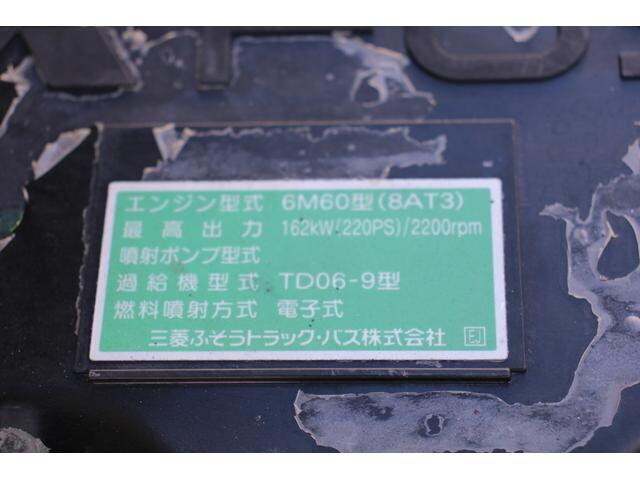 エンジン型式 6M60型(8AT3)
最高出力 162kW(220PS)/2200rpm
噴射ポンプ型式
過給機型式 TD06-9型
燃料噴射方式 電子式
三菱ふそうトラック・バス株式会社 EJ